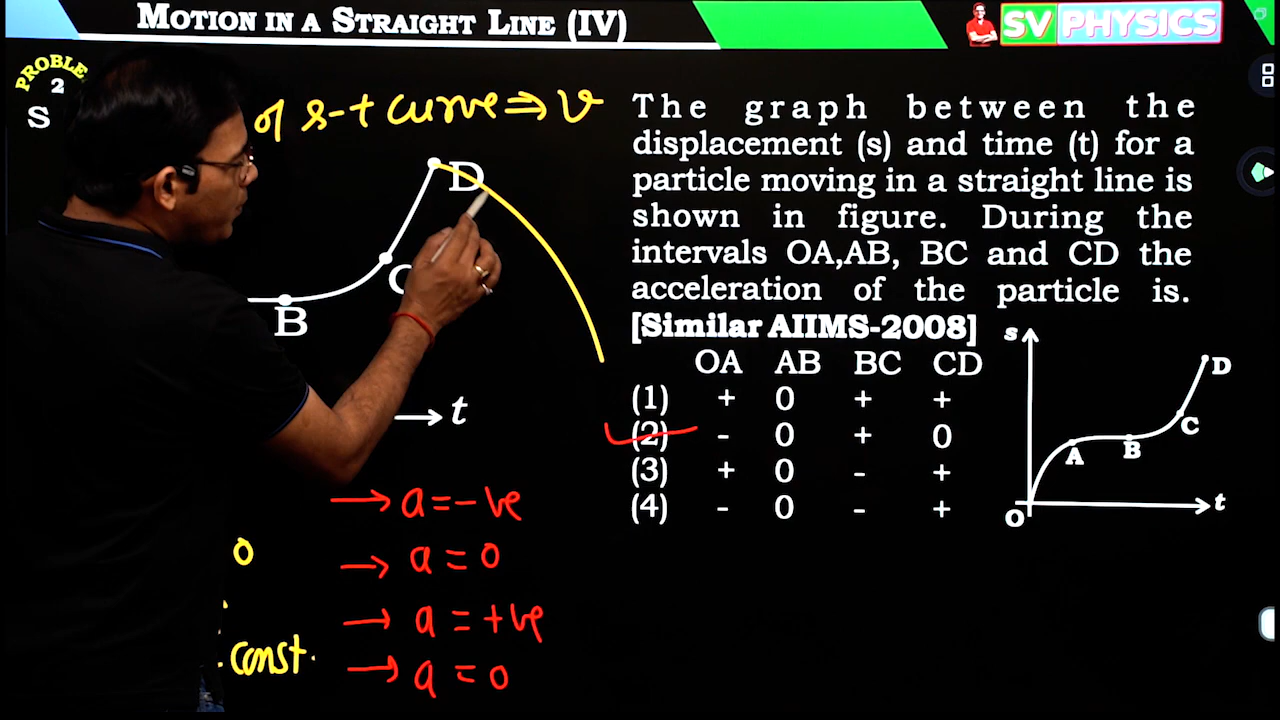 MOTION IN A STRAIGHT LINE (IV)
SV PHYSICS
PROBLE
2
S
of s-t curve ⇒ v
D
C
B
t
→ a = -ve
0
→ a = 0
→ a = +ve
const.
→ a = 0
The graph between the
displacement (s) and time (t) for a
particle moving in a straight line is
shown in figure. During the
intervals OA,AB, BC and CD the
acceleration of the particle is.
[Similar AIIMS-2008]
OA AB BC CD
(1) + 0 + +
(2) - 0 + 0
(3) + 0 - +
(4) - 0 - +
s
D
C
A
B
O
t